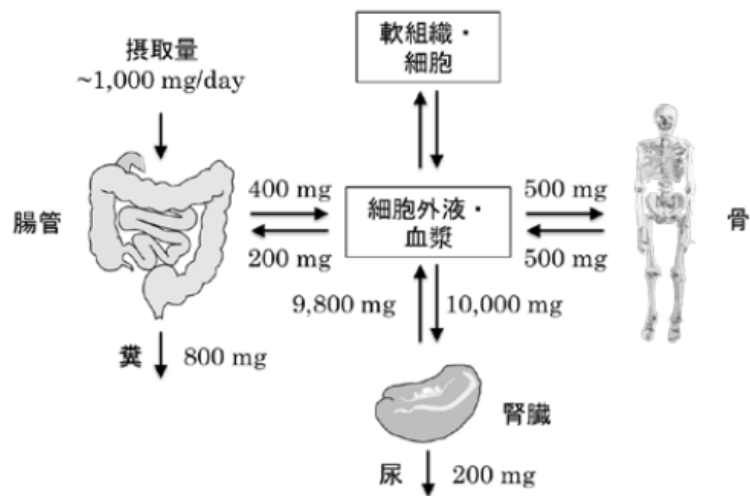 摂取量
~1,000 mg/day
軟組織・
細胞
腸管
400 mg
200 mg
細胞外液・
血漿
500 mg
500 mg
骨
9,800 mg
10,000 mg
糞
800 mg
腎臓
尿
200 mg